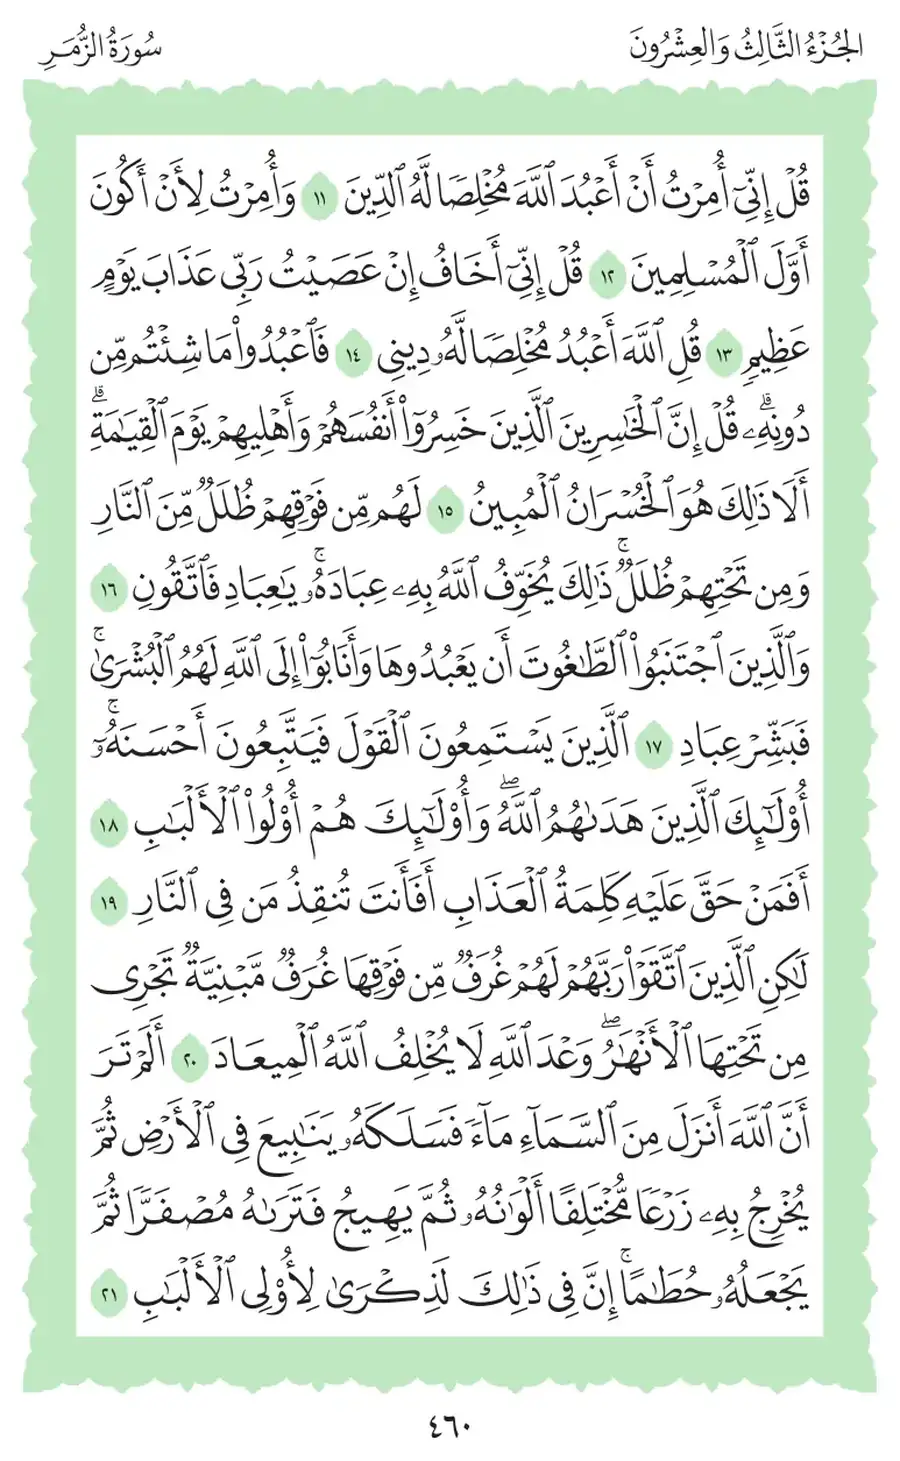 الجُزْءُ الثَّالِثُ وَالعِشْرُونَ
سُورَةُ الزُّمَرِ
قُلۡ إِنِّيٓ أُمِرۡتُ أَنۡ أَعۡبُدَ ٱللَّهَ مُخۡلِصٗا لَّهُ ٱلدِّينَ ١١ وَأُمِرۡتُ لِأَنۡ أَكُونَ
أَوَّلَ ٱلۡمُسۡلِمِينَ ١٢ قُلۡ إِنِّيٓ أَخَافُ إِنۡ عَصَيۡتُ رَبِّي عَذَابَ يَوۡمٍ
عَظِيمٖ ١٣ قُلِ ٱللَّهَ أَعۡبُدُ مُخۡلِصٗا لَّهُۥ دِينِي ١٤ فَٱعۡبُدُواْ مَا شِئۡتُم مِّن
دُونِهِۦۗ قُلۡ إِنَّ ٱلۡخَٰسِرِينَ ٱلَّذِينَ خَسِرُوٓاْ أَنفُسَهُمۡ وَأَهۡلِيهِمۡ يَوۡمَ ٱلۡقِيَٰمَةِۗ
أَلَا ذَٰلِكَ هُوَ ٱلۡخُسۡرَانُ ٱلۡمُبِينُ ١٥ لَهُم مِّن فَوۡقِهِمۡ ظُلَلٞ مِّنَ ٱلنَّارِ
وَمِن تَحۡتِهِمۡ ظُلَلٞۚ ذَٰلِكَ يُخَوِّفُ ٱللَّهُ بِهِۦ عِبَادَهُۥۚ يَٰعِبَادِ فَٱتَّقُونِ ١٦
وَٱلَّذِينَ ٱجۡتَنَبُواْ ٱلطَّٰغُوتَ أَن يَعۡبُدُوهَا وَأَنَابُوٓاْ إِلَى ٱللَّهِ لَهُمُ ٱلۡبُشۡرَىٰۚ
فَبَشِّرۡ عِبَادِ ١٧ ٱلَّذِينَ يَسۡتَمِعُونَ ٱلۡقَوۡلَ فَيَتَّبِعُونَ أَحۡسَنَهُۥٓۚ
أُوْلَٰٓئِكَ ٱلَّذِينَ هَدَىٰهُمُ ٱللَّهُۖ وَأُوْلَٰٓئِكَ هُمۡ أُوْلُواْ ٱلۡأَلۡبَٰبِ ١٨
أَفَمَنۡ حَقَّ عَلَيۡهِ كَلِمَةُ ٱلۡعَذَابِ أَفَأَنتَ تُنقِذُ مَن فِي ٱلنَّارِ ١٩
لَٰكِنِ ٱلَّذِينَ ٱتَّقَوۡاْ رَبَّهُمۡ لَهُمۡ غُرَفٞ مِّن فَوۡقِهَا غُرَفٞ مَّبۡنِيَّةٞ تَجۡرِي
مِن تَحۡتِهَا ٱلۡأَنۡهَٰرُۖ وَعۡدَ ٱللَّهِ لَا يُخۡلِفُ ٱللَّهُ ٱلۡمِيعَادَ ٢٠ أَلَمۡ تَرَ
أَنَّ ٱللَّهَ أَنزَلَ مِنَ ٱلسَّمَآءِ مَآءٗ فَسَلَكَهُۥ يَنَٰبِيعَ فِي ٱلۡأَرۡضِ ثُمَّ
يُخۡرِجُ بِهِۦ زَرۡعٗا مُّخۡتَلِفًا أَلۡوَٰنُهُۥ ثُمَّ يَهِيجُ فَتَرَىٰهُ مُصۡفَرّٗا ثُمَّ
يَجۡعَلُهُۥ حُطَٰمًاۚ إِنَّ فِي ذَٰلِكَ لَذِكۡرَىٰ لِأُوْلِي ٱلۡأَلۡبَٰبِ ٢١
٤٦٠